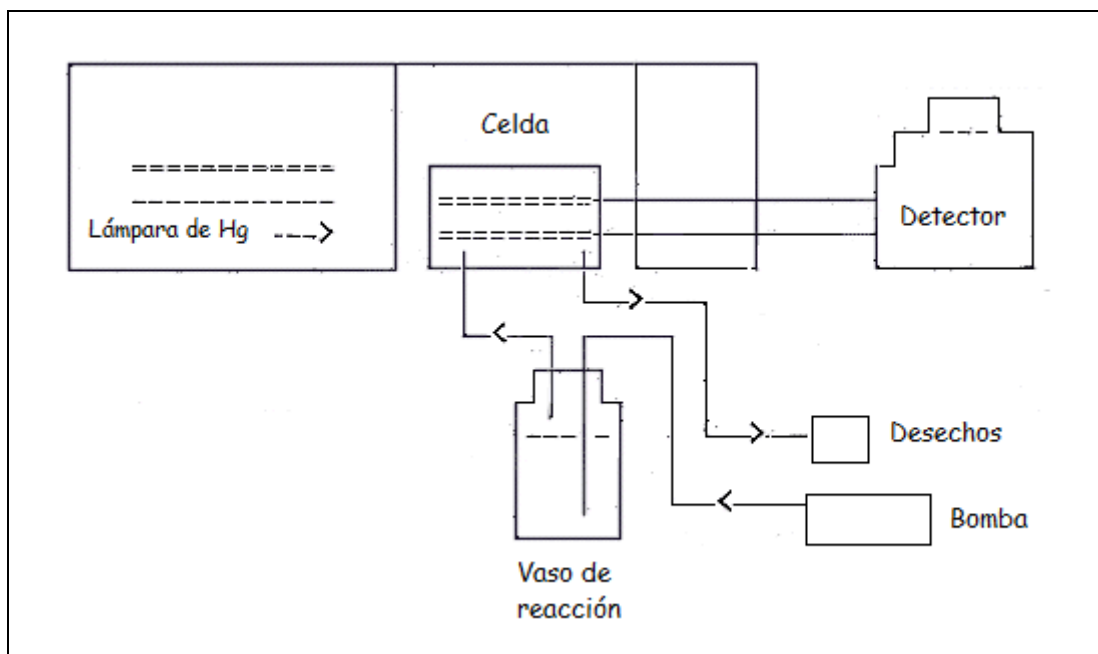 Celda
Lámpara de Hg
Detector
Desechos
Bomba
Vaso de
reacción